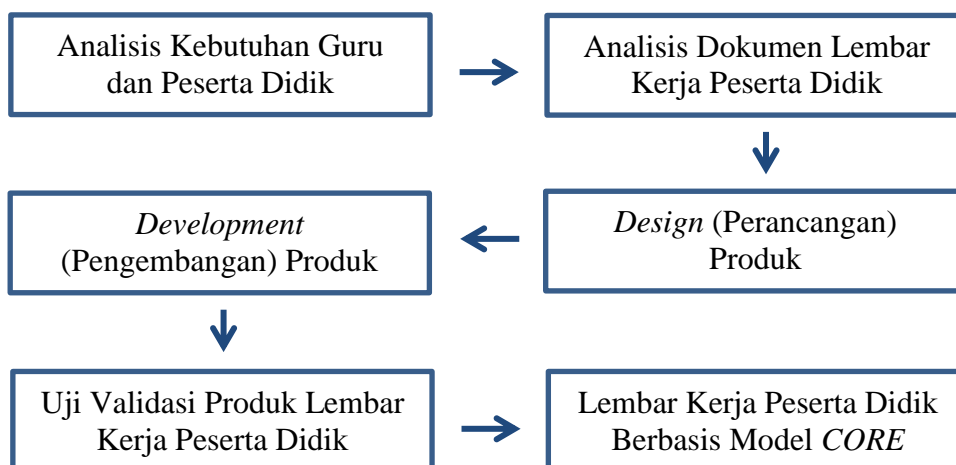 Analisis Kebutuhan Guru
dan Peserta Didik
Analisis Dokumen Lembar
Kerja Peserta Didik
Design (Perancangan)
Produk
Development
(Pengembangan) Produk
Uji Validasi Produk Lembar
Kerja Peserta Didik
Lembar Kerja Peserta Didik
Berbasis Model CORE